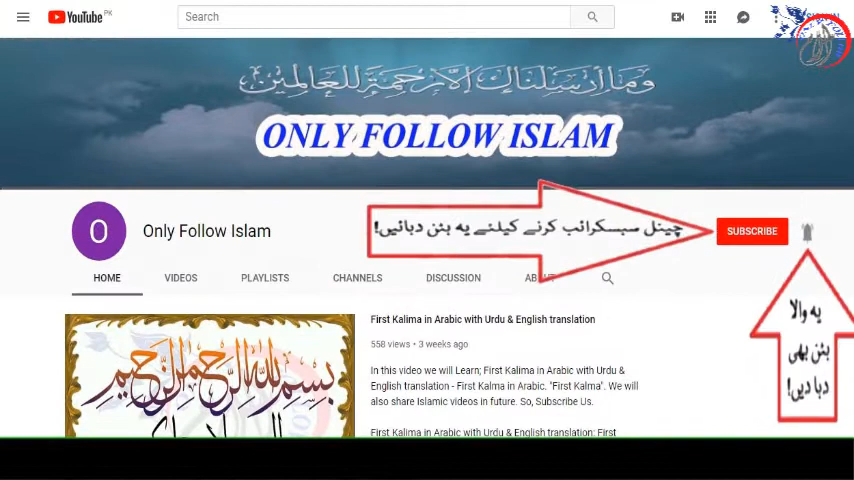 YouTube PK
Search
وما أرسلناك إلا رحمة للعالمين
ONLY FOLLOW ISLAM
O
Only Follow Islam
چینل سبسکرائب کرنے کیلئے یہ بٹن دبائیں!
SUBSCRIBE
HOME VIDEOS PLAYLISTS CHANNELS DISCUSSION
یہ والا
بٹن بھی
دبا دیں!
First Kalima in Arabic with Urdu & English translation
558 views • 3 weeks ago
In this video we will Learn; First Kalima in Arabic with Urdu &
English translation - First Kalma in Arabic. "First Kalma". We will
also share Islamic videos in future. So, Subscribe Us.
First Kalima in Arabic with Urdu & English translation: First
بسم الله الرحمن الرحيم